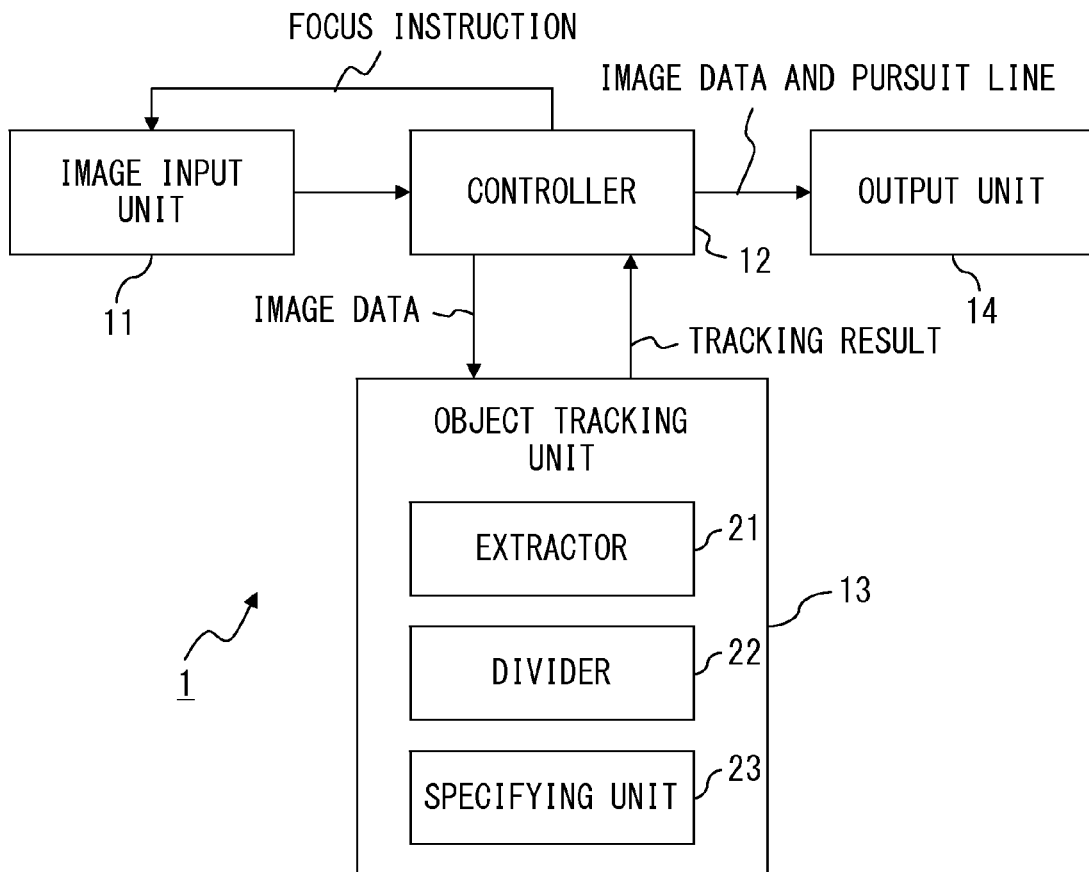 FOCUS INSTRUCTION
IMAGE DATA AND PURSUIT LINE
IMAGE INPUT
UNIT
CONTROLLER
OUTPUT UNIT
11
12
14
IMAGE DATA
TRACKING RESULT
OBJECT TRACKING
UNIT
EXTRACTOR
21
13
DIVIDER
22
1
SPECIFYING UNIT
23